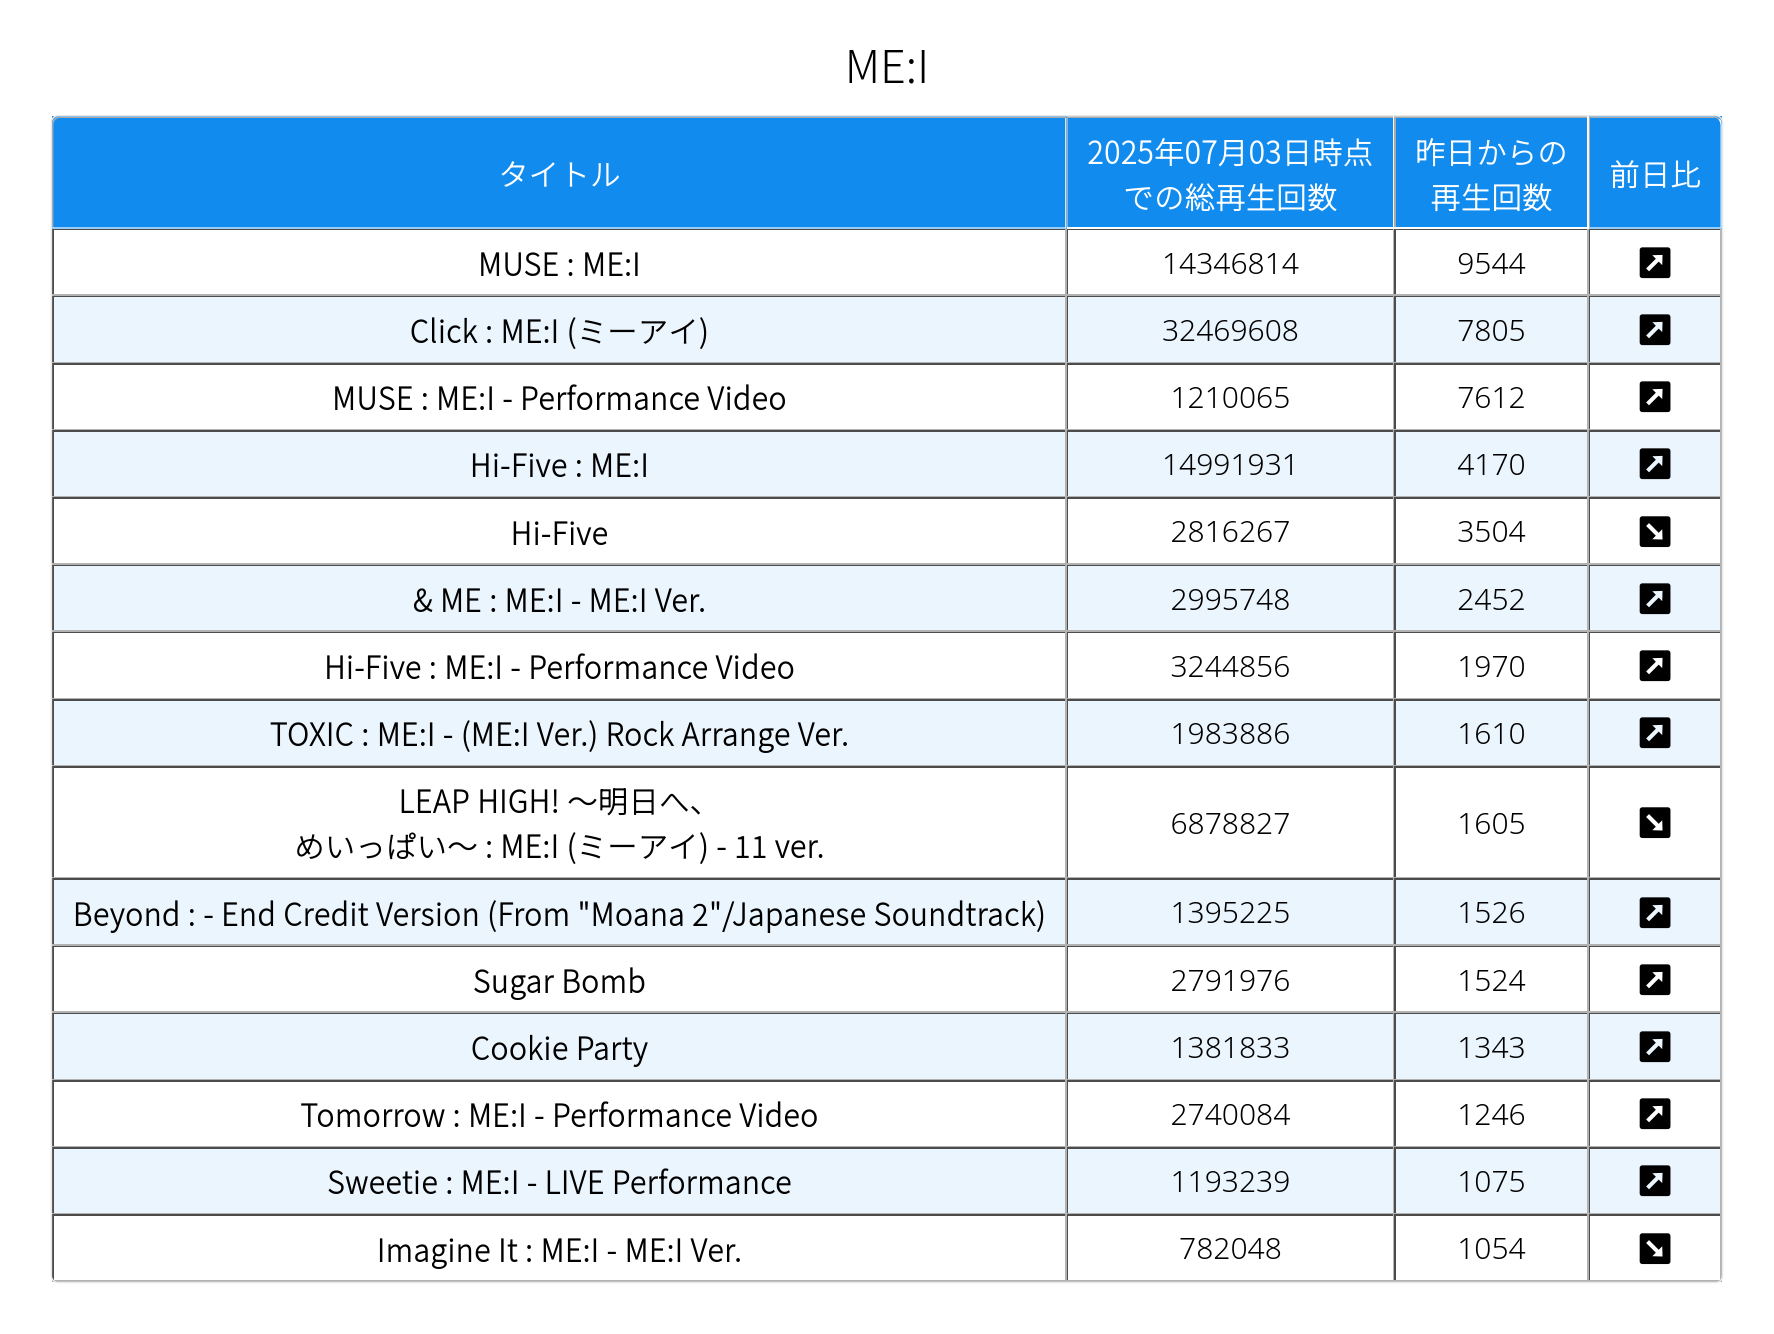 ME:I
タイトル
2025年07月03日時点
での総再生回数
昨日からの
再生回数
前日比
MUSE : ME:I 14346814 9544
Click : ME:I (ミーアイ) 32469608 7805
MUSE : ME:I - Performance Video 1210065 7612
Hi-Five : ME:I 14991931 4170
Hi-Five 2816267 3504
& ME : ME:I - ME:I Ver. 2995748 2452
Hi-Five : ME:I - Performance Video 3244856 1970
TOXIC : ME:I - (ME:I Ver.) Rock Arrange Ver. 1983886 1610
LEAP HIGH! ～明日へ、
めいっぱい～ : ME:I (ミーアイ) - 11 ver. 6878827 1605
Beyond : - End Credit Version (From "Moana 2"/Japanese Soundtrack) 1395225 1526
Sugar Bomb 2791976 1524
Cookie Party 1381833 1343
Tomorrow : ME:I - Performance Video 2740084 1246
Sweetie : ME:I - LIVE Performance 1193239 1075
Imagine It : ME:I - ME:I Ver. 782048 1054